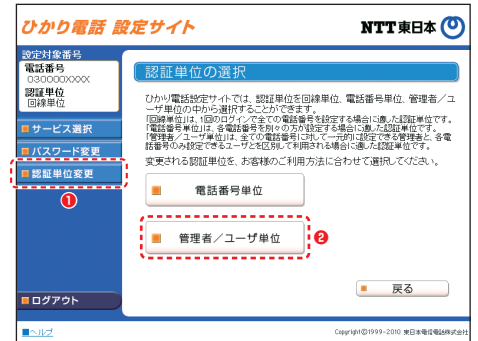 ひかり電話 設定サイト
NTT東日本
設定対象番号
電話番号
030000XXXX
認証単位
回線単位
サービス選択
パスワード変更
認証単位変更
1
ログアウト
ヘルプ
認証単位の選択
ひかり電話設定サイトでは、認証単位を回線単位、電話番号単位、管理者/ユ
ーザ単位の中から選択することができます。
「回線単位」は、1回のログインで全ての電話番号を設定する場合に適した認証単位です。
「電話番号単位」は、各電話番号を別々の方が設定する場合に適した認証単位です。
「管理者/ユーザ単位」は、全ての電話番号に対して一元的に設定できる管理者と、各電
話番号のみ設定できるユーザとを区別して利用される場合に適した認証単位です。
変更される認証単位を、お客様のご利用方法に合わせて選択してください。
電話番号単位
管理者/ユーザ単位
2
戻る
Copyright©1999-2010 東日本電信電話株式会社